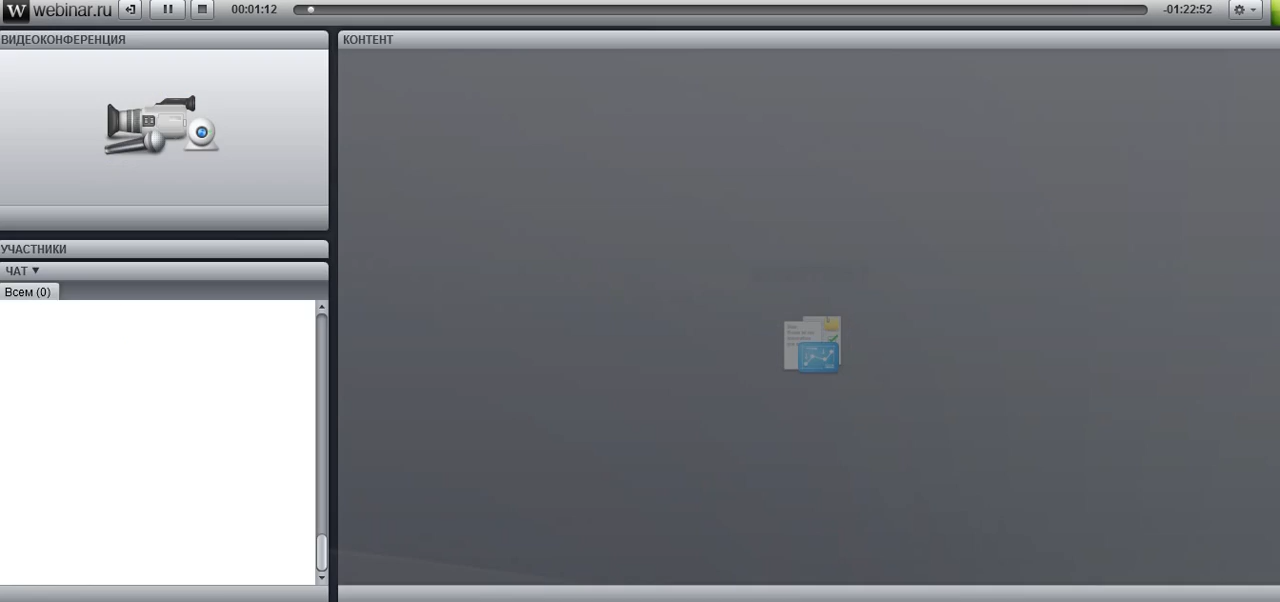 W webinar.ru 00:01:12 -01:22:52
ВИДЕОКОНФЕРЕНЦИЯ
КОНТЕНТ
УЧАСТНИКИ
ЧАТ ▼
Всем (0)